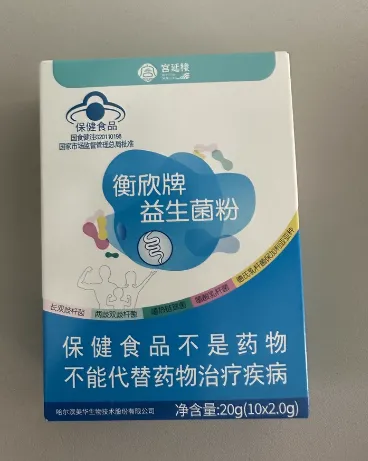 宫廷缘
保健食品
国食健注G20110198
国家市场监督管理总局批准
衡欣牌
益生菌粉
长双歧杆菌
两歧双歧杆菌
嗜热链球菌
嗜酸乳杆菌
德氏乳杆菌保加利亚亚种
保健食品不是药物
不能代替药物治疗疾病
哈尔滨美华生物技术股份有限公司
净含量:20g(10x2.0g)